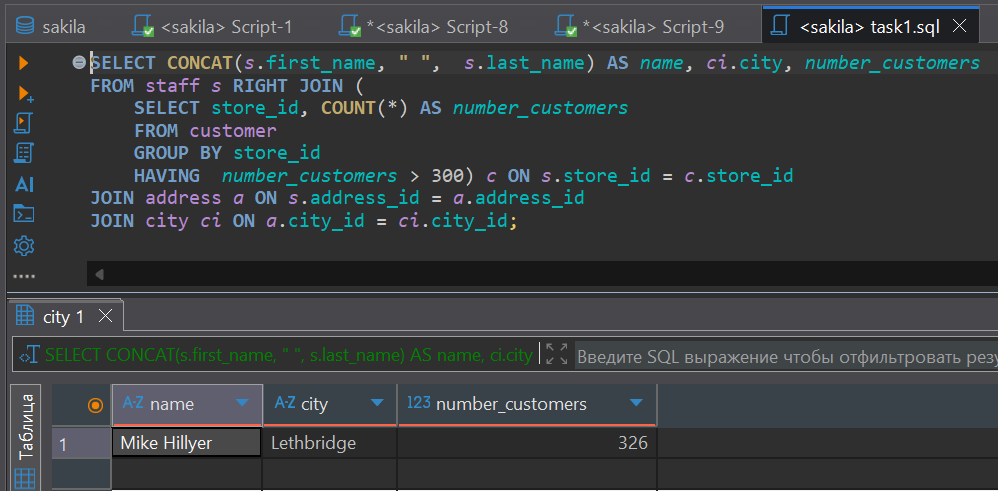 sakila
<sakila> Script-1
*<sakila> Script-8
*<sakila> Script-9
<sakila> task1.sql
SELECT CONCAT(s.first_name, " ",  s.last_name) AS name, ci.city, number_customers
FROM staff s RIGHT JOIN (
    SELECT store_id, COUNT(*) AS number_customers
    FROM customer
    GROUP BY store_id
    HAVING  number_customers > 300) c ON s.store_id = c.store_id
JOIN address a ON s.address_id = a.address_id
JOIN city ci ON a.city_id = ci.city_id;
AI
city 1
SELECT CONCAT(s.first_name, " ", s.last_name) AS name, ci.city
Введите SQL выражение чтобы отфильтровать резу
Таблица
A-Z name
A-Z city
123 number_customers
1 Mike Hillyer Lethbridge 326